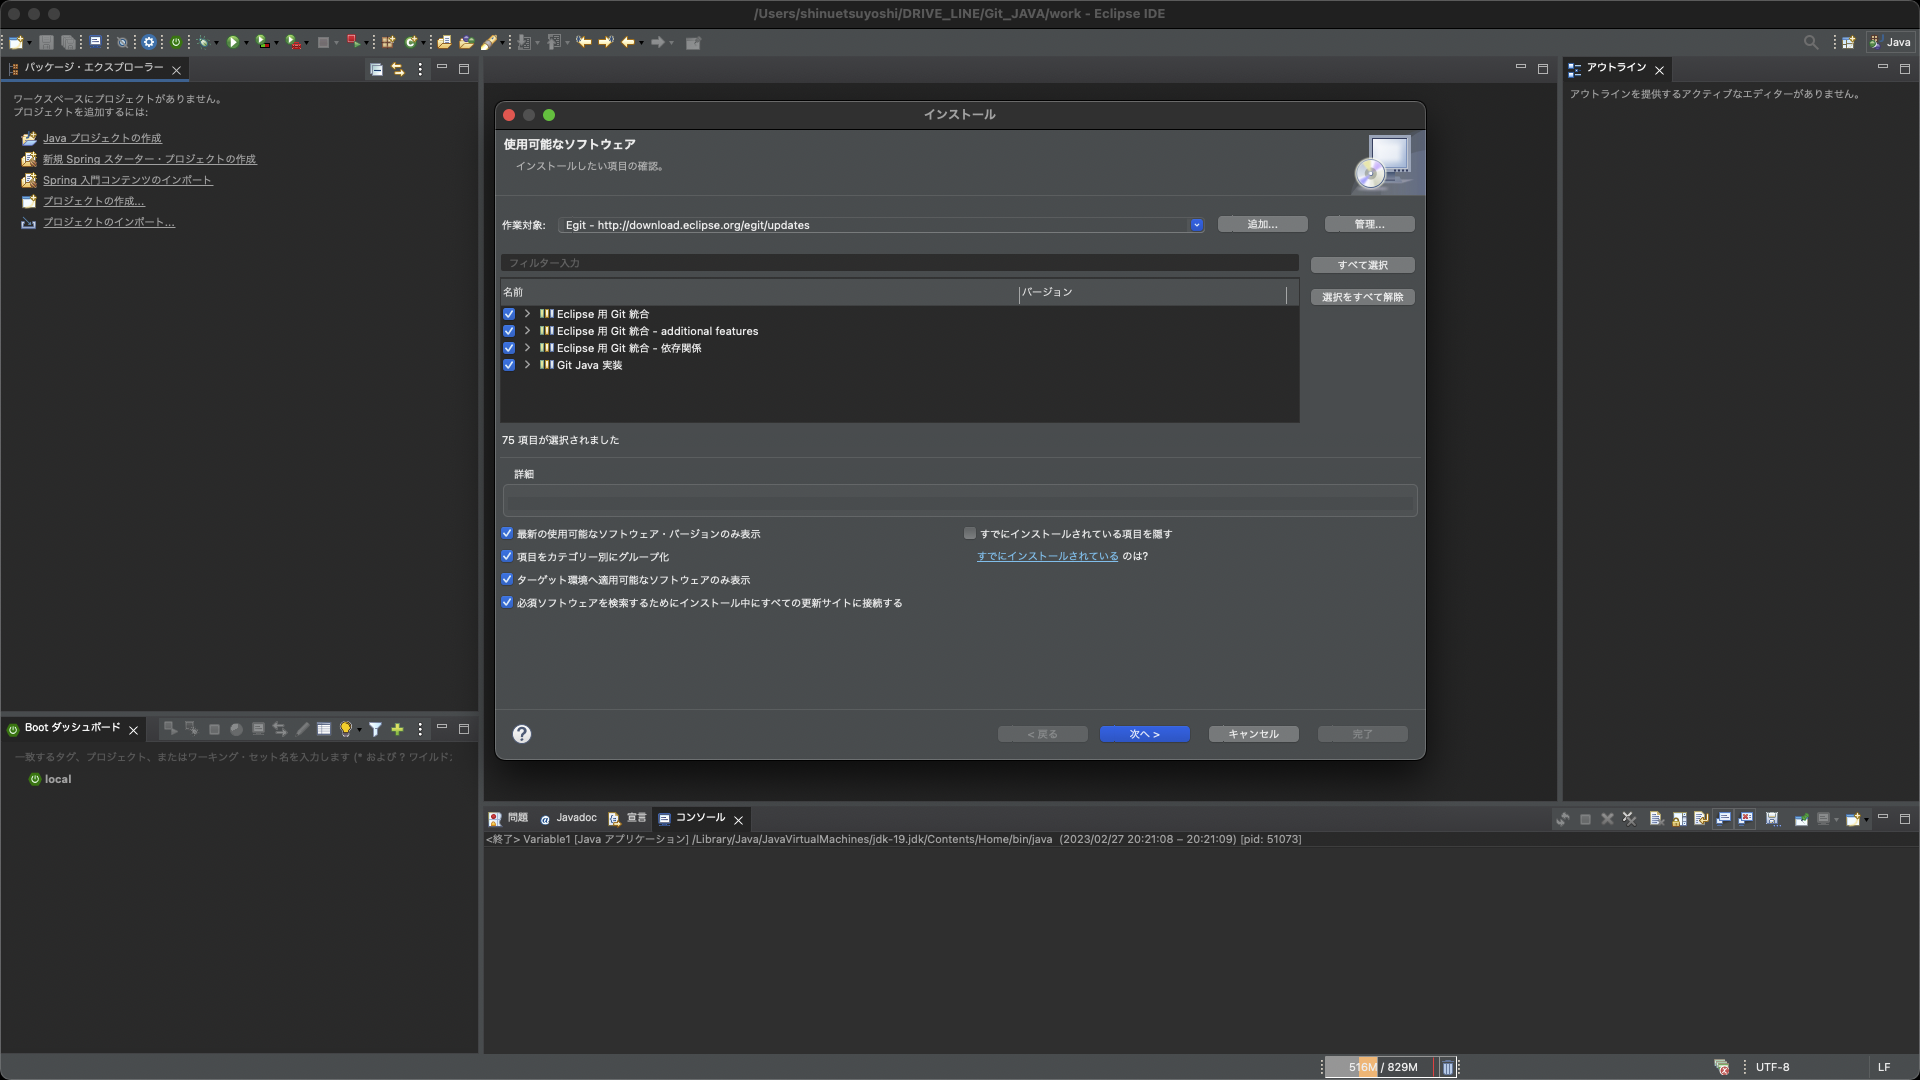 /Users/shinuetsuyoshi/DRIVE_LINE/Git_JAVA/work - Eclipse IDE
Java
パッケージ・エクスプローラー
ワークスペースにプロジェクトがありません。
プロジェクトを追加するには:
Java プロジェクトの作成
新規 Spring スターター・プロジェクトの作成
Spring 入門コンテンツのインポート
プロジェクトの作成...
プロジェクトのインポート...
アウトライン
アウトラインを提供するアクティブなエディターがありません。
インストール
使用可能なソフトウェア
インストールしたい項目の確認。
作業対象: Egit - http://download.eclipse.org/egit/updates 追加... 管理...
フィルター入力
すべて選択
選択をすべて解除
名前 バージョン
Eclipse 用 Git 統合
Eclipse 用 Git 統合 - additional features
Eclipse 用 Git 統合 - 依存関係
Git Java 実装
75 項目が選択されました
詳細
最新の使用可能なソフトウェア・バージョンのみ表示 すでにインストールされている項目を隠す
項目をカテゴリー別にグループ化 すでにインストールされている のは?
ターゲット環境へ適用可能なソフトウェアのみ表示
必須ソフトウェアを検索するためにインストール中にすべての更新サイトに接続する
< 戻る 次へ > キャンセル 完了
Boot ダッシュボード
一致するタグ、プロジェクト、またはワーキング・セット名を入力します (* および ? ワイルド:
local
問題 Javadoc 宣言 コンソール
<終了> Variable1 [Java アプリケーション] /Library/Java/JavaVirtualMachines/jdk-19.jdk/Contents/Home/bin/java (2023/02/27 20:21:08 – 20:21:09) [pid: 51073]
516M / 829M
UTF-8
LF